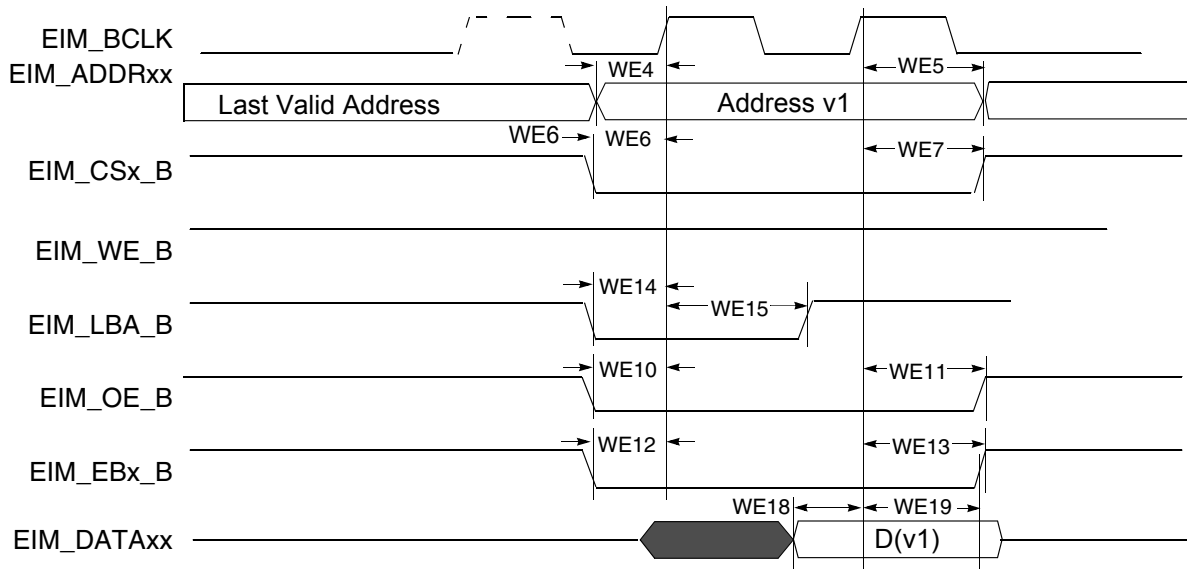 EIM_BCLK
EIM_ADDRxx
WE4
WE5
Last Valid Address
Address v1
WE6
WE6
WE7
EIM_CSx_B
EIM_WE_B
WE14
WE15
EIM_LBA_B
WE10
WE11
EIM_OE_B
WE12
WE13
EIM_EBx_B
WE18
WE19
EIM_DATAxx
D(v1)